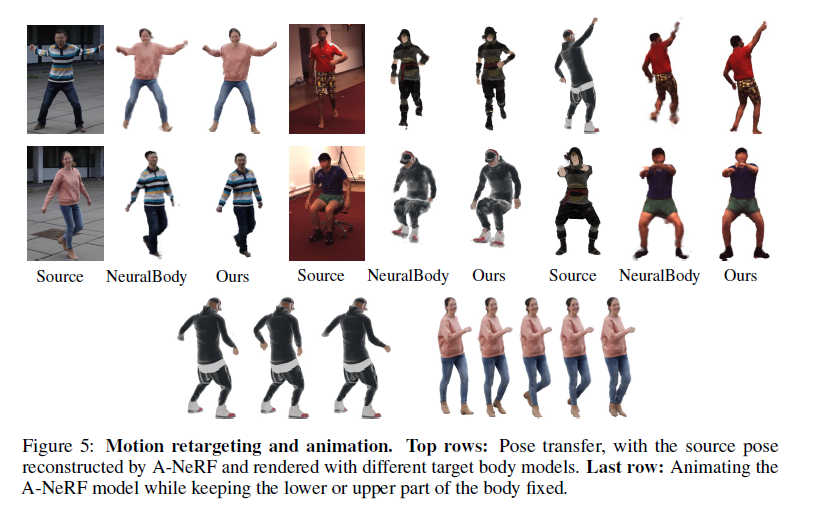 Source NeuralBody Ours Source NeuralBody Ours Source NeuralBody Ours
Figure 5: Motion retargeting and animation. Top rows: Pose transfer, with the source pose
reconstructed by A-NeRF and rendered with different target body models. Last row: Animating the
A-NeRF model while keeping the lower or upper part of the body fixed.